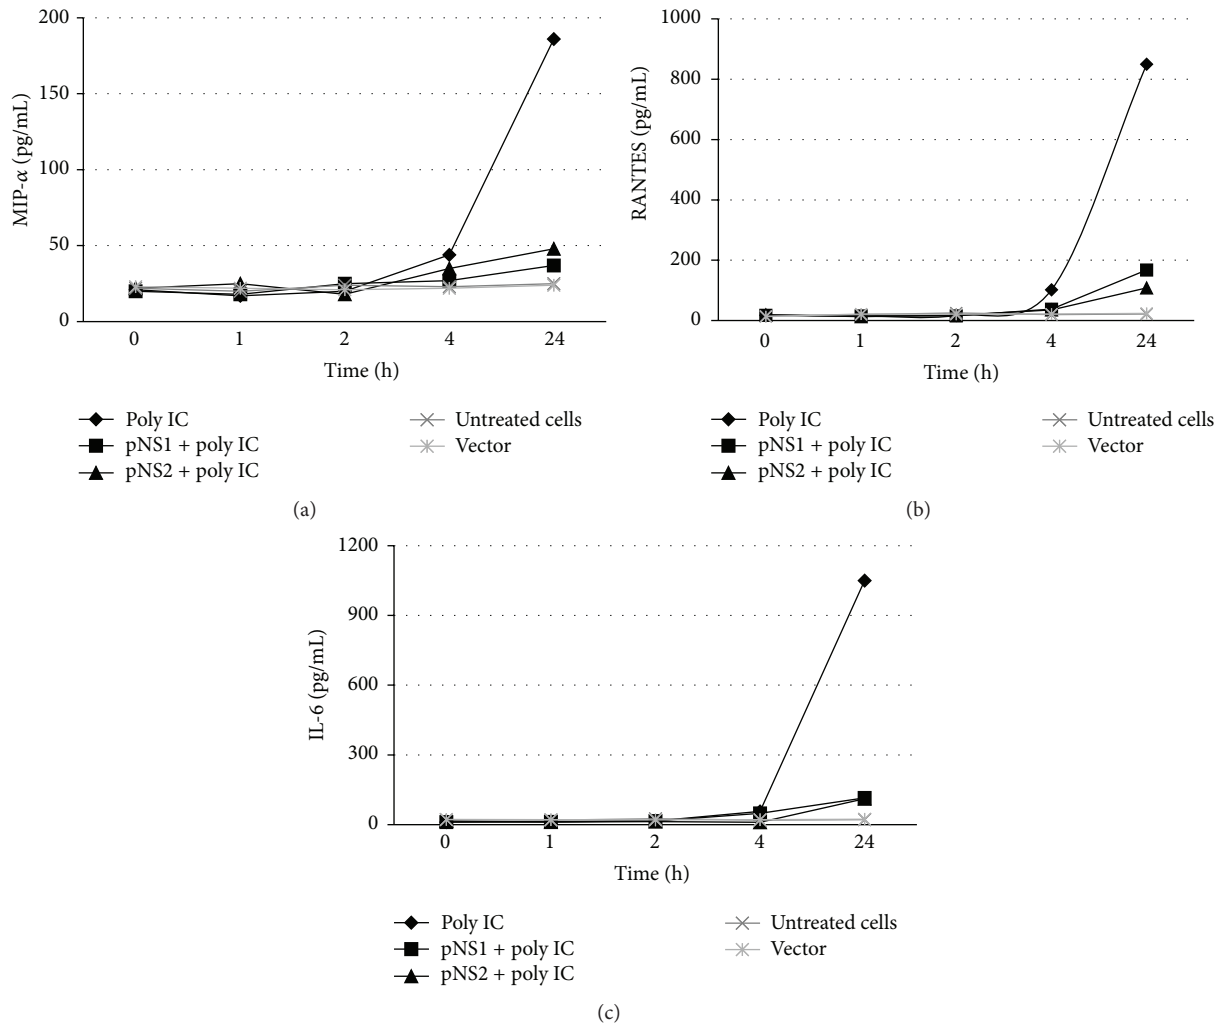 200
150
100
50
0
MIP-α (pg/mL)
0 1 2 4 24
Time (h)
Poly IC
pNS1 + poly IC
pNS2 + poly IC
Untreated cells
Vector
(a)
1000
800
600
400
200
0
RANTES (pg/mL)
0 1 2 4 24
Time (h)
Poly IC
pNS1 + poly IC
pNS2 + poly IC
Untreated cells
Vector
(b)
1200
900
600
300
0
IL-6 (pg/mL)
0 1 2 4 24
Time (h)
Poly IC
pNS1 + poly IC
pNS2 + poly IC
Untreated cells
Vector
(c)